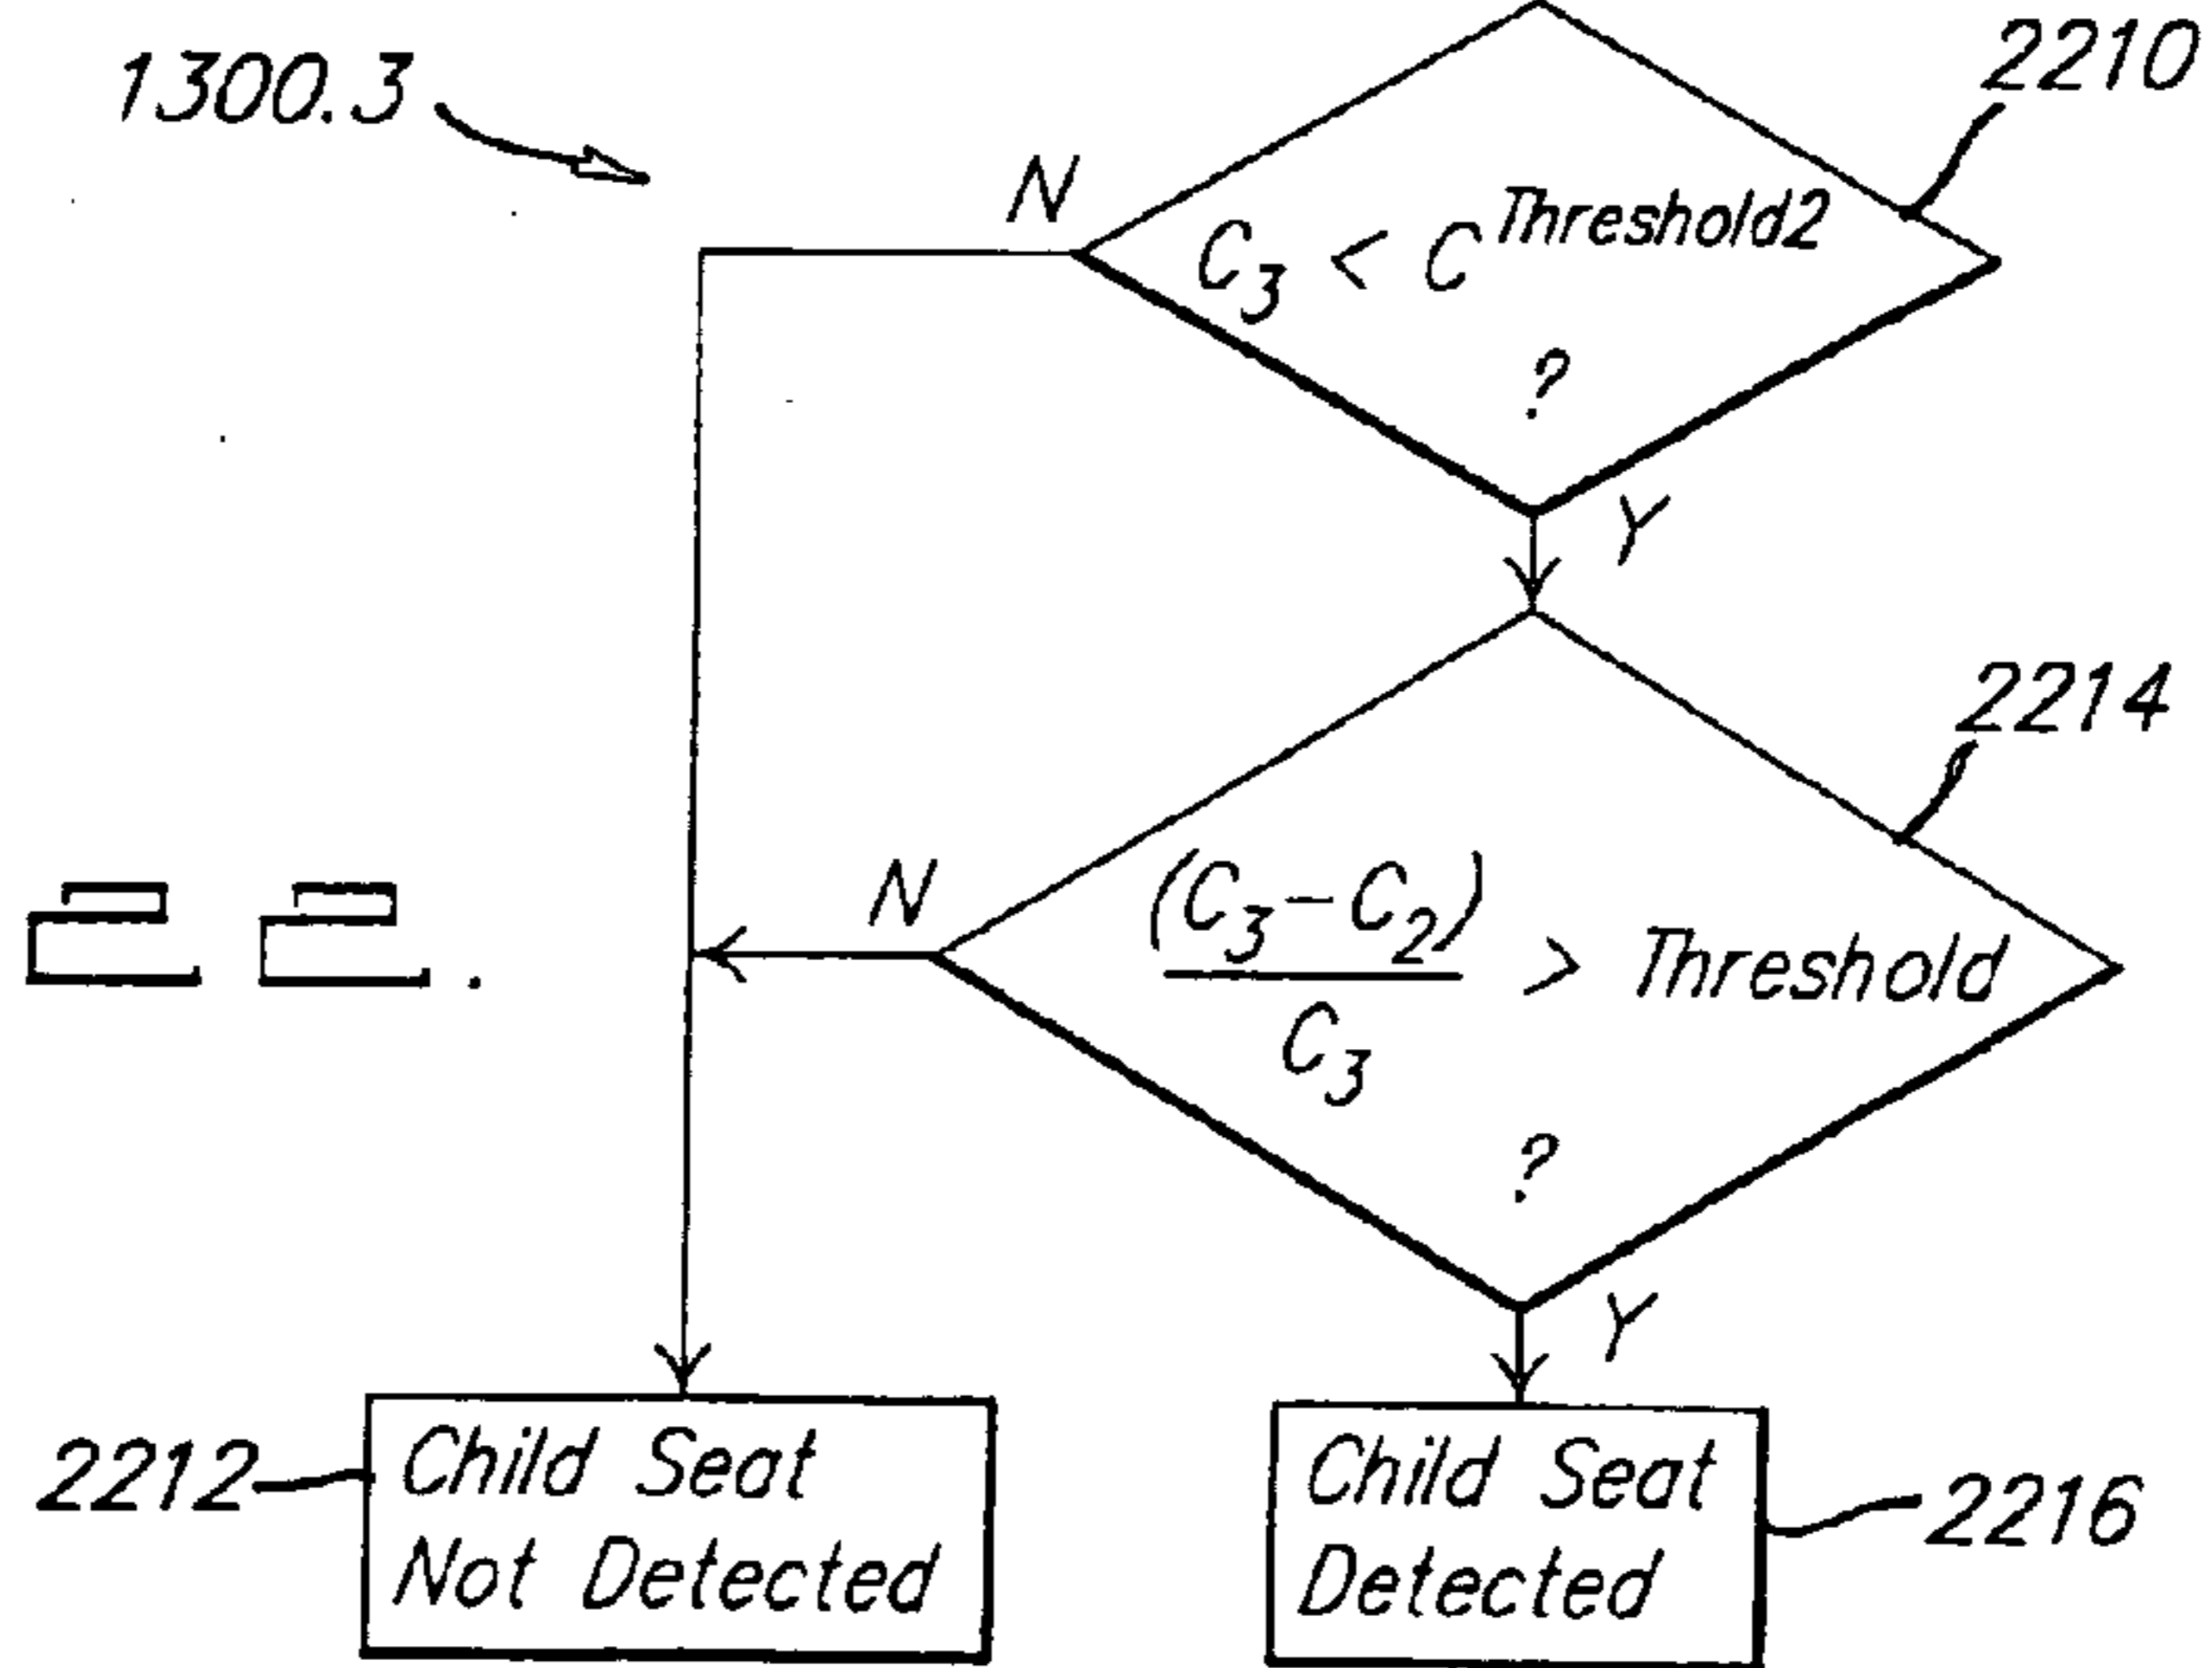 1300.3
2210
N
C₃ < C^Threshold2
?
Y
2214
N
(C₃-C₂)
C₃
> Threshold
?
22.
Y
2212
Child Seat
Not Detected
Child Seat
Detected
2216